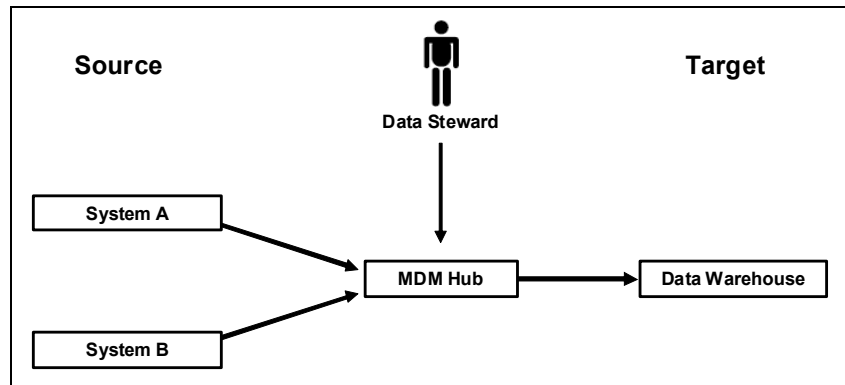 Source
Target
Data Steward
System A
MDM Hub
Data Warehouse
System B